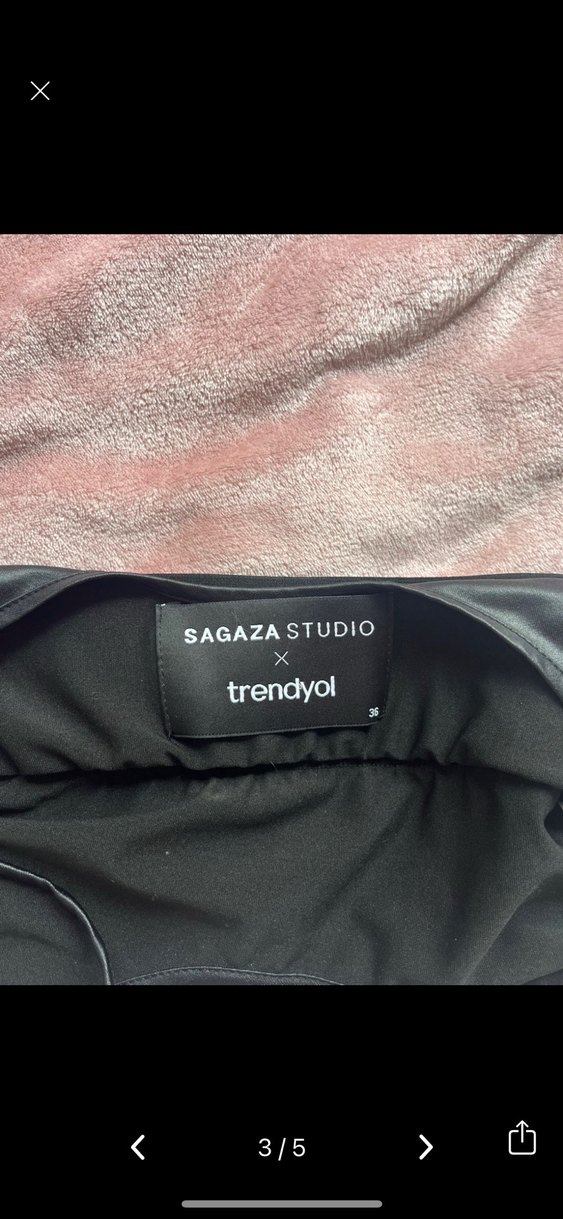 SAGAZA STUDIO
×
trendyol
36
3/5